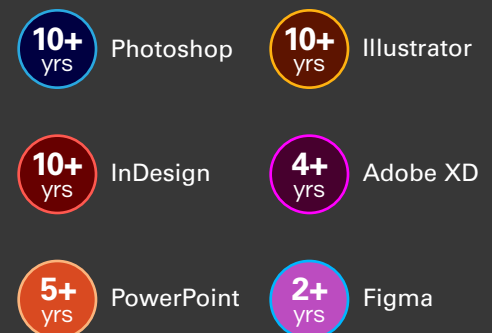 10+ yrs Photoshop
10+ yrs Illustrator
10+ yrs InDesign
4+ yrs Adobe XD
5+ yrs PowerPoint
2+ yrs Figma